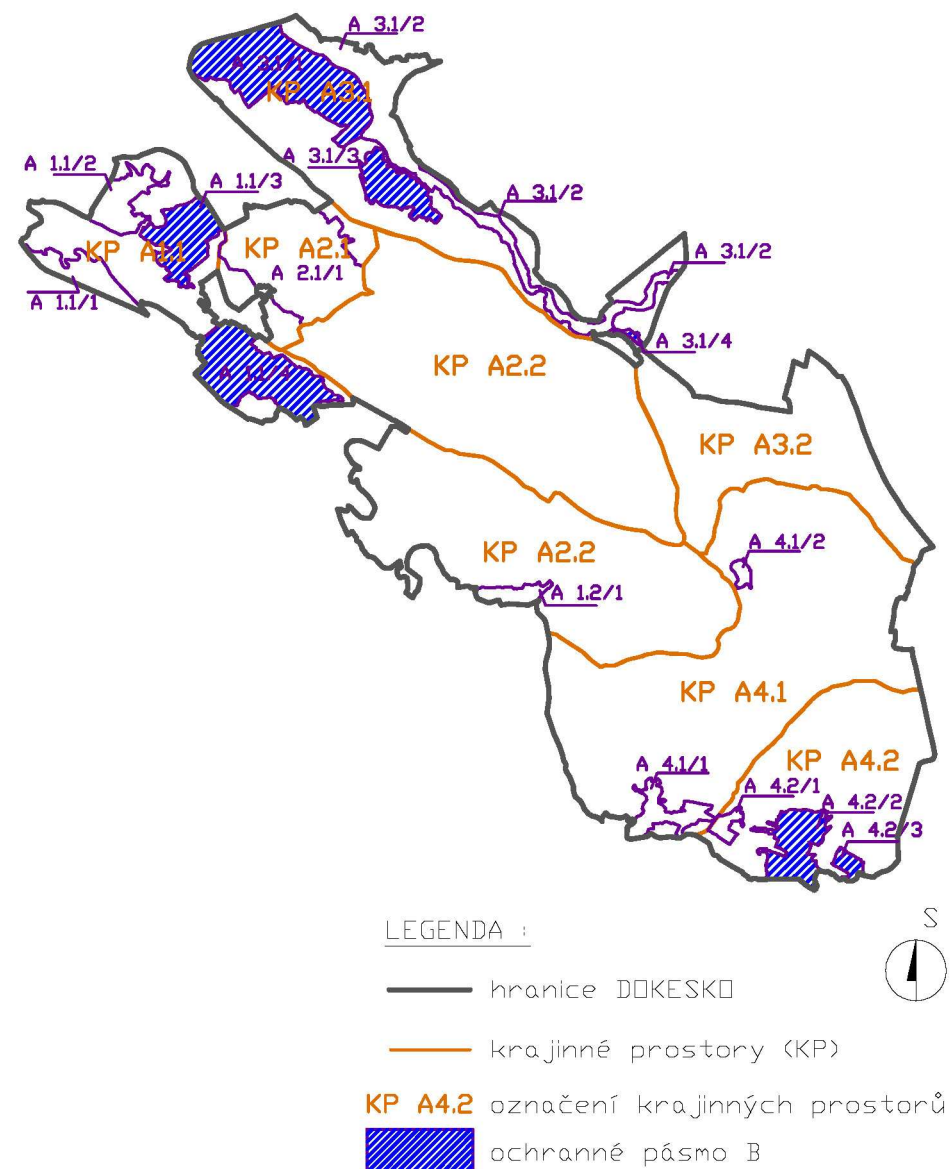 A 3.1/2
A 3.1/1
KP A3.1
A 3.1/3
A 1.1/2
A 1.1/3
A 3.1/2
KP A1.1
KP A2.1
A 2.1/1
A 3.1/2
A 1.1/1
A 3.1/4
KP A2.2
A 1.1/4
KP A3.2
KP A2.2
A 4.1/2
A 1.2/1
KP A4.1
KP A4.2
A 4.1/1
A 4.2/1
A 4.2/2
A 4.2/3
S
LEGENDA :
hranice DOKESKO
krajinné prostory (KP)
KP A4.2 označení krajinných prostorů
ochranné pásmo B